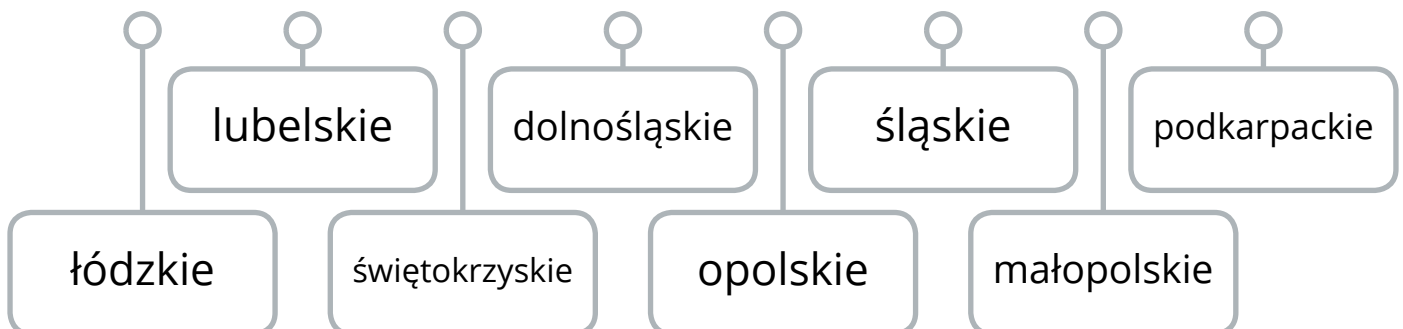 lubelskie
dolnośląskie
śląskie
podkarpackie
łódzkie
świętokrzyskie
opolskie
małopolskie